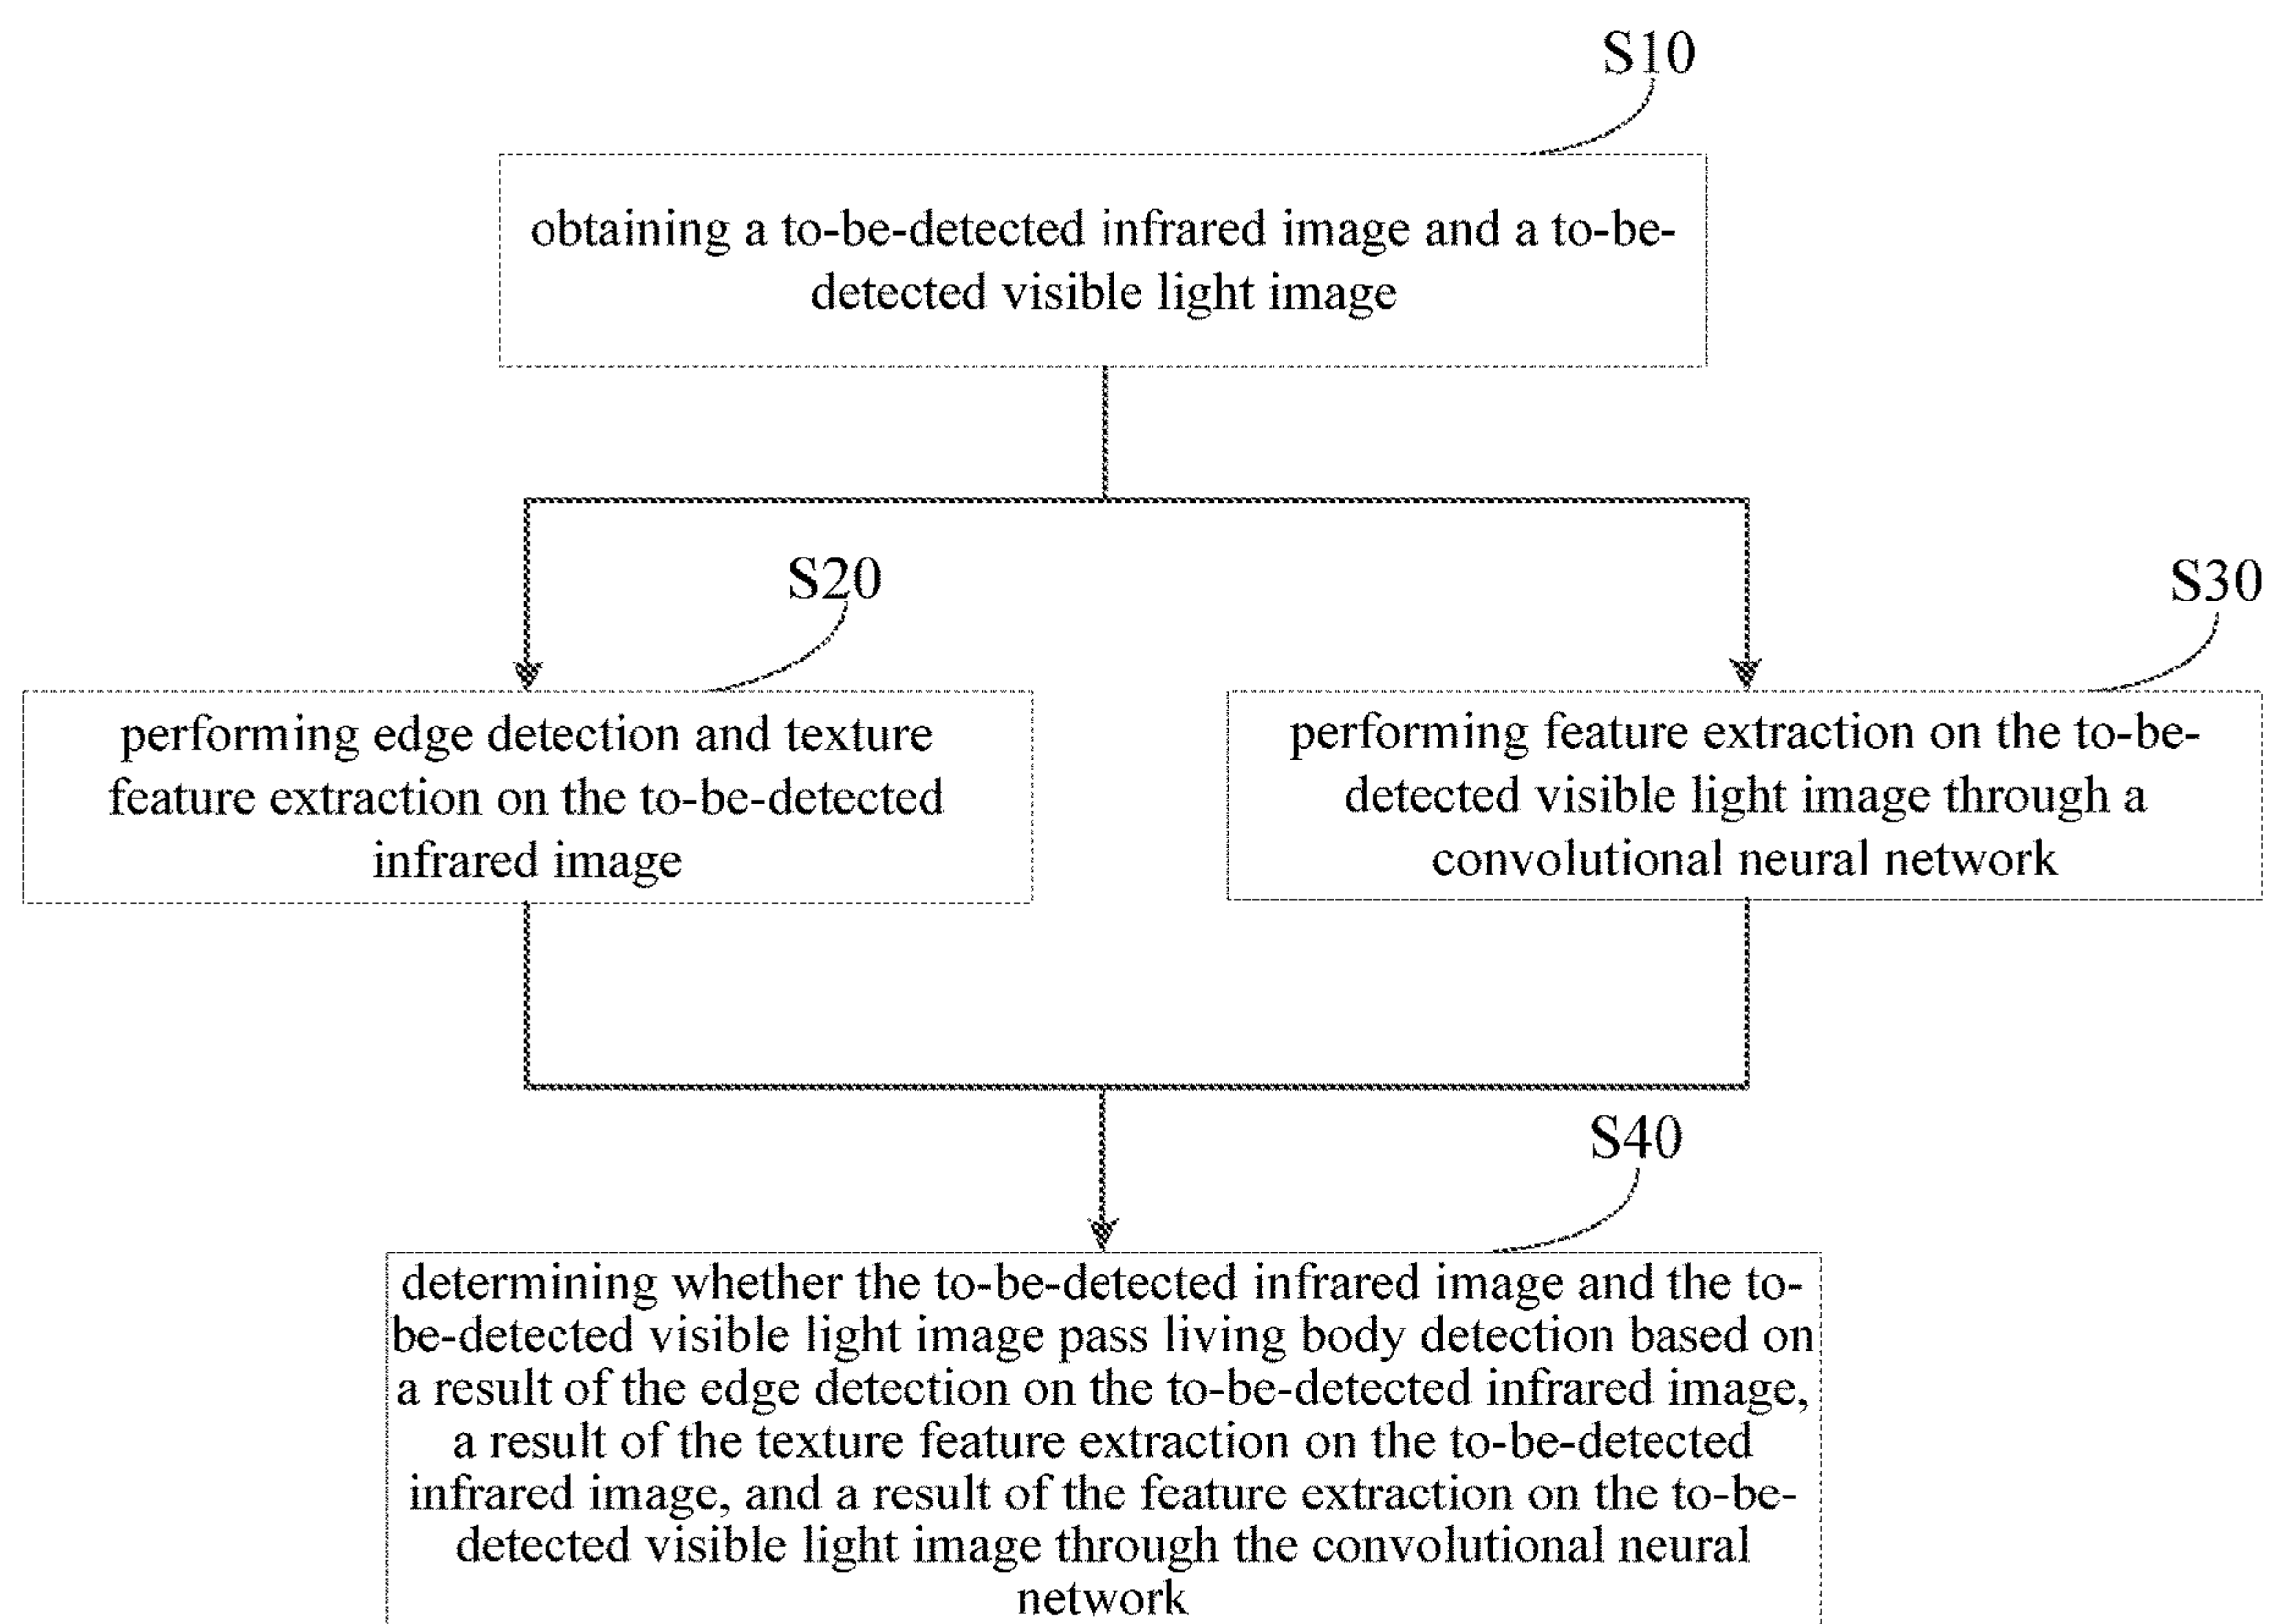 S10
obtaining a to-be-detected infrared image and a to-be-
detected visible light image
S20
performing edge detection and texture
feature extraction on the to-be-detected
infrared image
S30
performing feature extraction on the to-be-
detected visible light image through a
convolutional neural network
S40
determining whether the to-be-detected infrared image and the to-
be-detected visible light image pass living body detection based on
a result of the edge detection on the to-be-detected infrared image,
a result of the texture feature extraction on the to-be-detected
infrared image, and a result of the feature extraction on the to-be-
detected visible light image through the convolutional neural
network